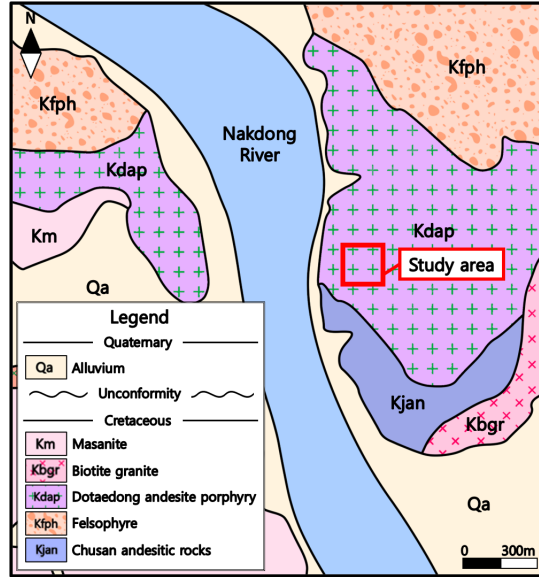 N
Kfph
Kfph
Nakdong
River
Kdap
Kdap
Km
Study area
Qa
Legend
Quaternary
Qa Alluvium
Unconformity
Cretaceous
Km Masanite
Kbgr Biotite granite
Kdap Dotaedong andesite porphyry
Kfph Felsophyre
Kjan Chusan andesitic rocks
Kjan
Kbgr
Qa
0 300m